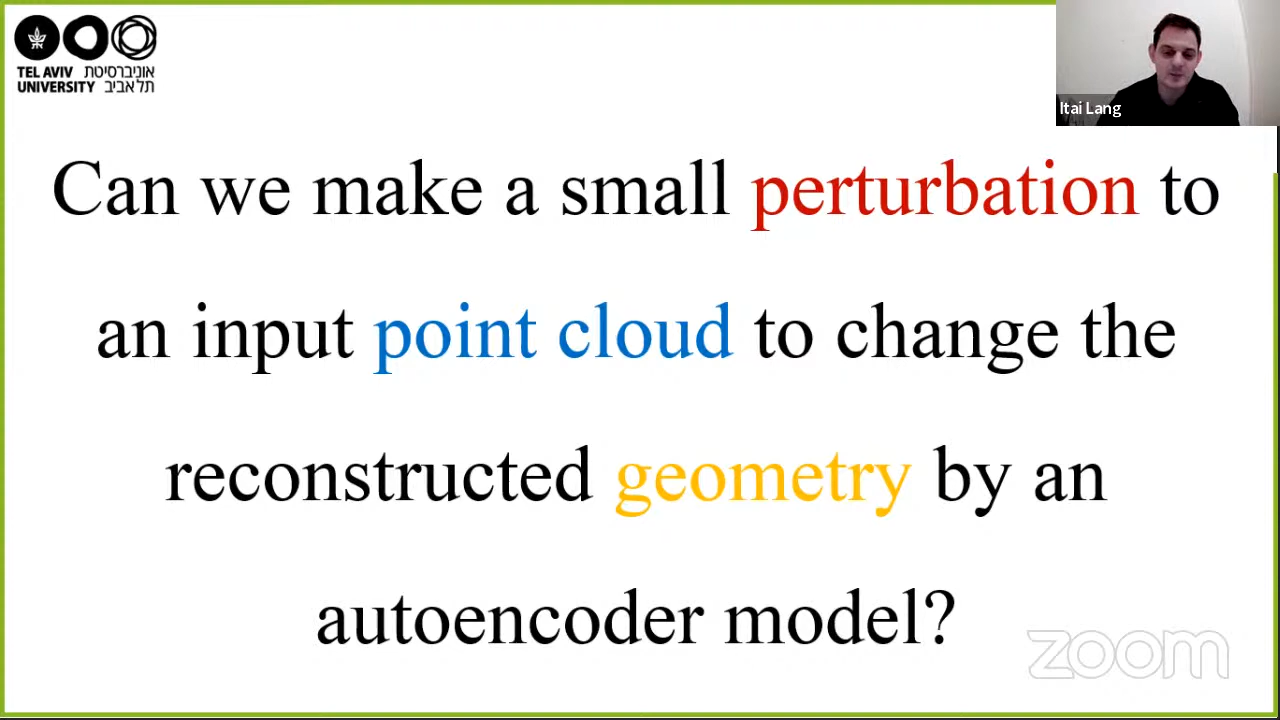 TEL AVIV אוניברסיטת
UNIVERSITY תל אביב
Itai Lang
Can we make a small perturbation to
an input point cloud to change the
reconstructed geometry by an
autoencoder model?
zoom